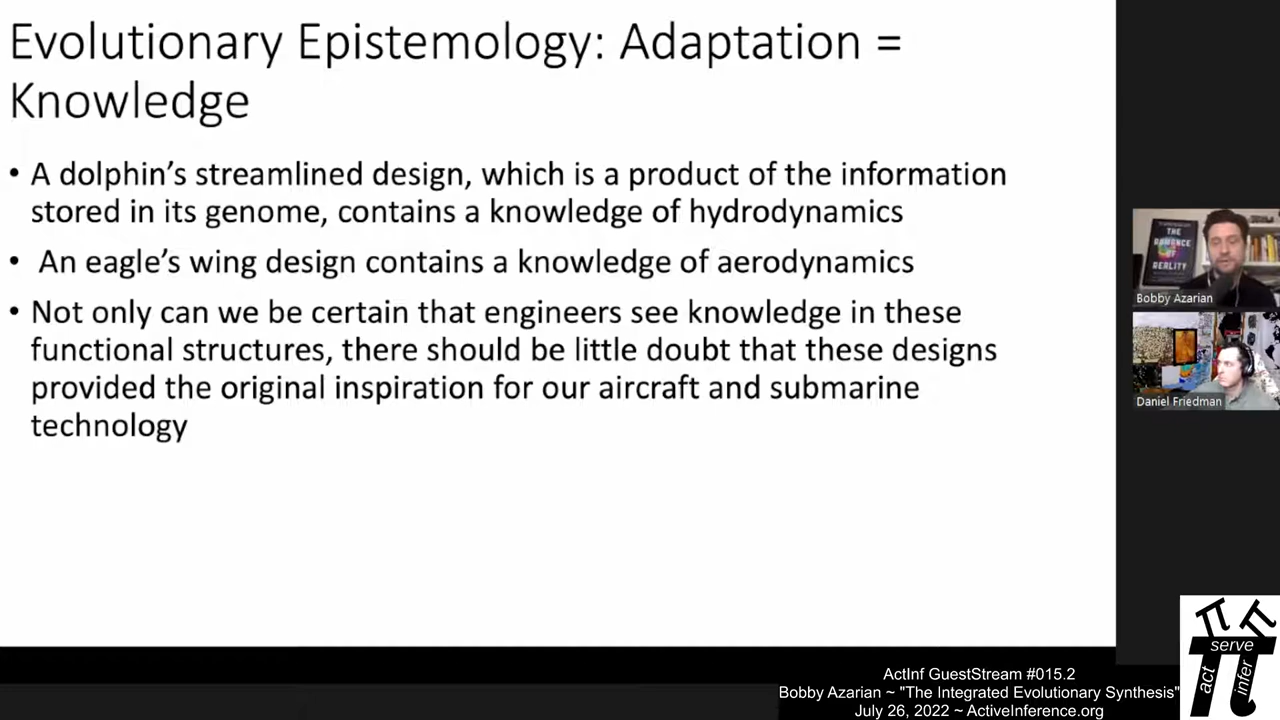 Evolutionary Epistemology: Adaptation =
Knowledge
• A dolphin's streamlined design, which is a product of the information
stored in its genome, contains a knowledge of hydrodynamics
• An eagle's wing design contains a knowledge of aerodynamics
• Not only can we be certain that engineers see knowledge in these
functional structures, there should be little doubt that these designs
provided the original inspiration for our aircraft and submarine
technology
THE
ROMANCE
OF
REALITY
Bobby Azarian
Daniel Friedman
serve
act
infer
ActInf GuestStream #015.2
Bobby Azarian ~ "The Integrated Evolutionary Synthesis"
July 26, 2022 ~ ActiveInference.org